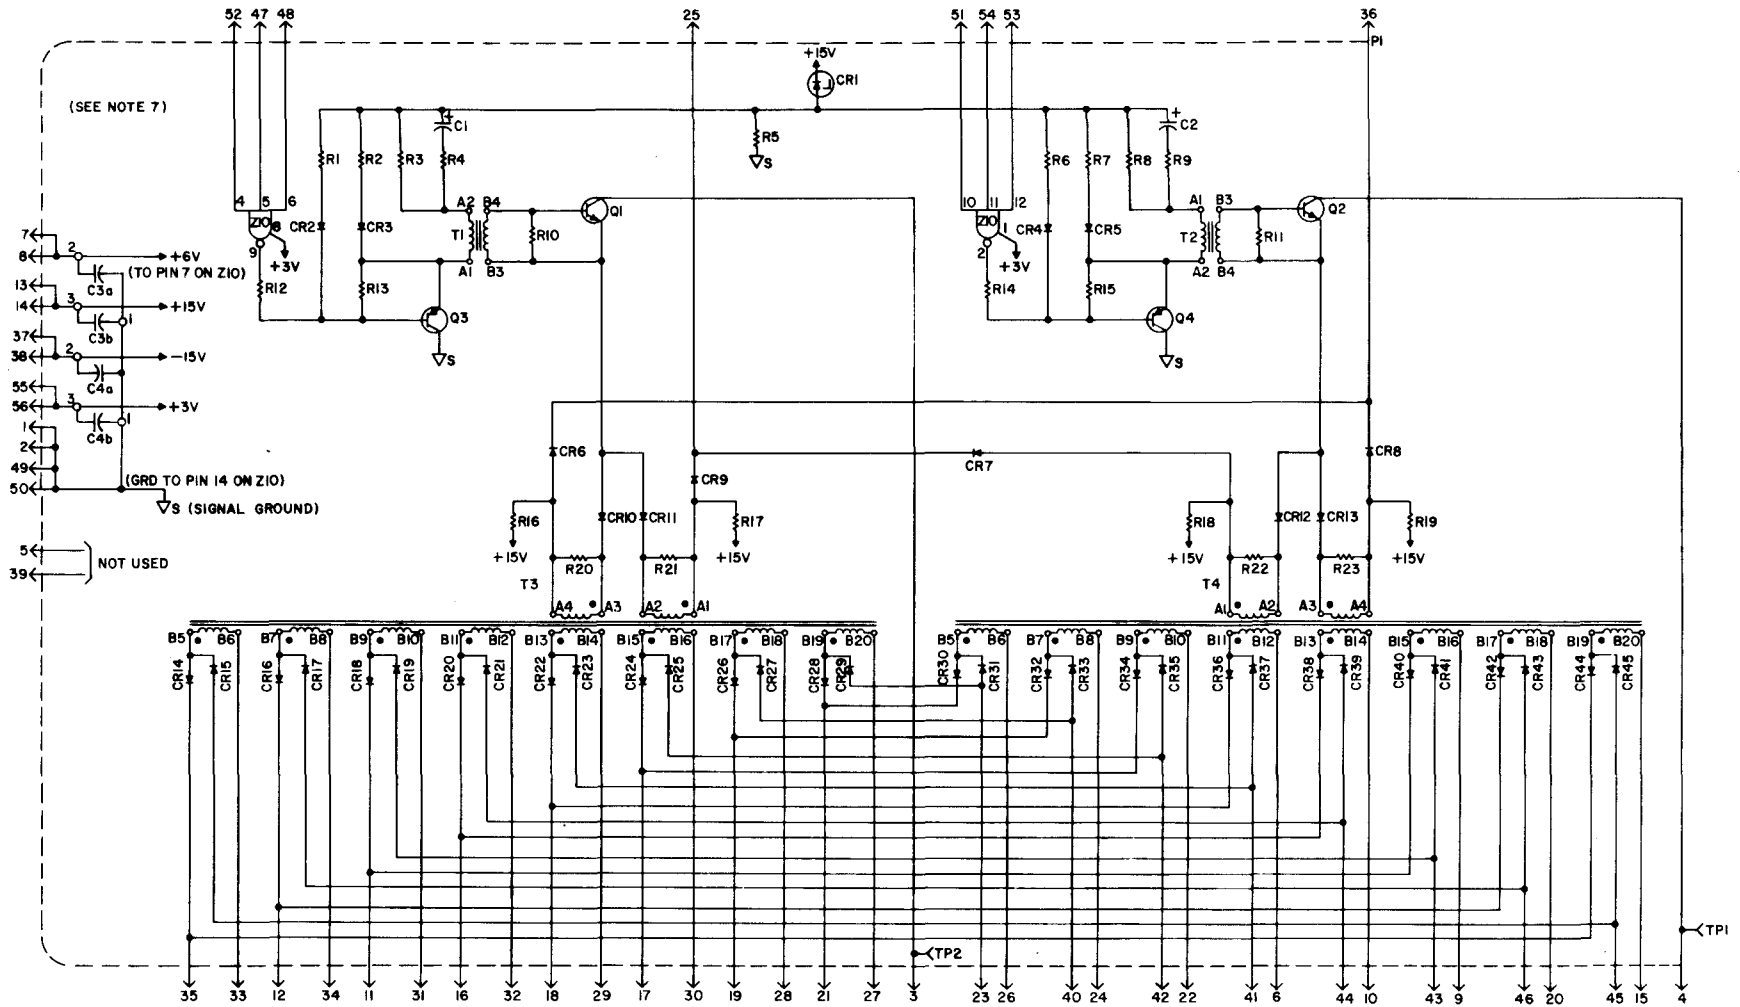 52 47 48 25 51 54 53 36
P1
+15V
CR1
(SEE NOTE 7)
C1 R5 C2
S
R1 R2 R3 R4 R6 R7 R8 R9
4 5 6 10 11 12
Z10 8 Z10 1
9 2
+3V +3V
CR2 CR3 CR4 CR5
A2 B4 A1 B3
T1 R10 Q1 T2 R11 Q2
A1 B3 A2 B4
R12 R13 R14 R15
Q3 Q4
S S
7
8 2 +6V
C3a (TO PIN 7 ON Z10)
13
14 3 +15V
C3b 1
37
38 2 -15V
C4a
55
56 3 +3V
C4b 1
1
2
49
50 (GRD TO PIN 14 ON Z10)
S (SIGNAL GROUND)
5
39 NOT USED
CR6 CR9 CR7 CR8
R16 CR10 CR11 R17 R18 CR12 CR13 R19
+15V +15V +15V +15V
R20 R21 R22 R23
T3 T4
A4 A3 A2 A1 A1 A2 A3 A4
B5 B6 B7 B8 B9 B10 B11 B12 B13 B14 B15 B16 B17 B18 B19 B20 B5 B6 B7 B8 B9 B10 B11 B12 B13 B14 B15 B16 B17 B18 B19 B20
CR14 CR15 CR16 CR17 CR18 CR19 CR20 CR21 CR22 CR23 CR24 CR25 CR26 CR27 CR28 CR29 CR30 CR31 CR32 CR33 CR34 CR35 CR36 CR37 CR38 CR39 CR40 CR41 CR42 CR43 CR44 CR45
TP1
TP2
35 33 12 34 11 31 16 32 18 29 17 30 19 28 21 27 3 23 26 40 24 42 22 41 6 44 10 43 9 46 20 45 15 4